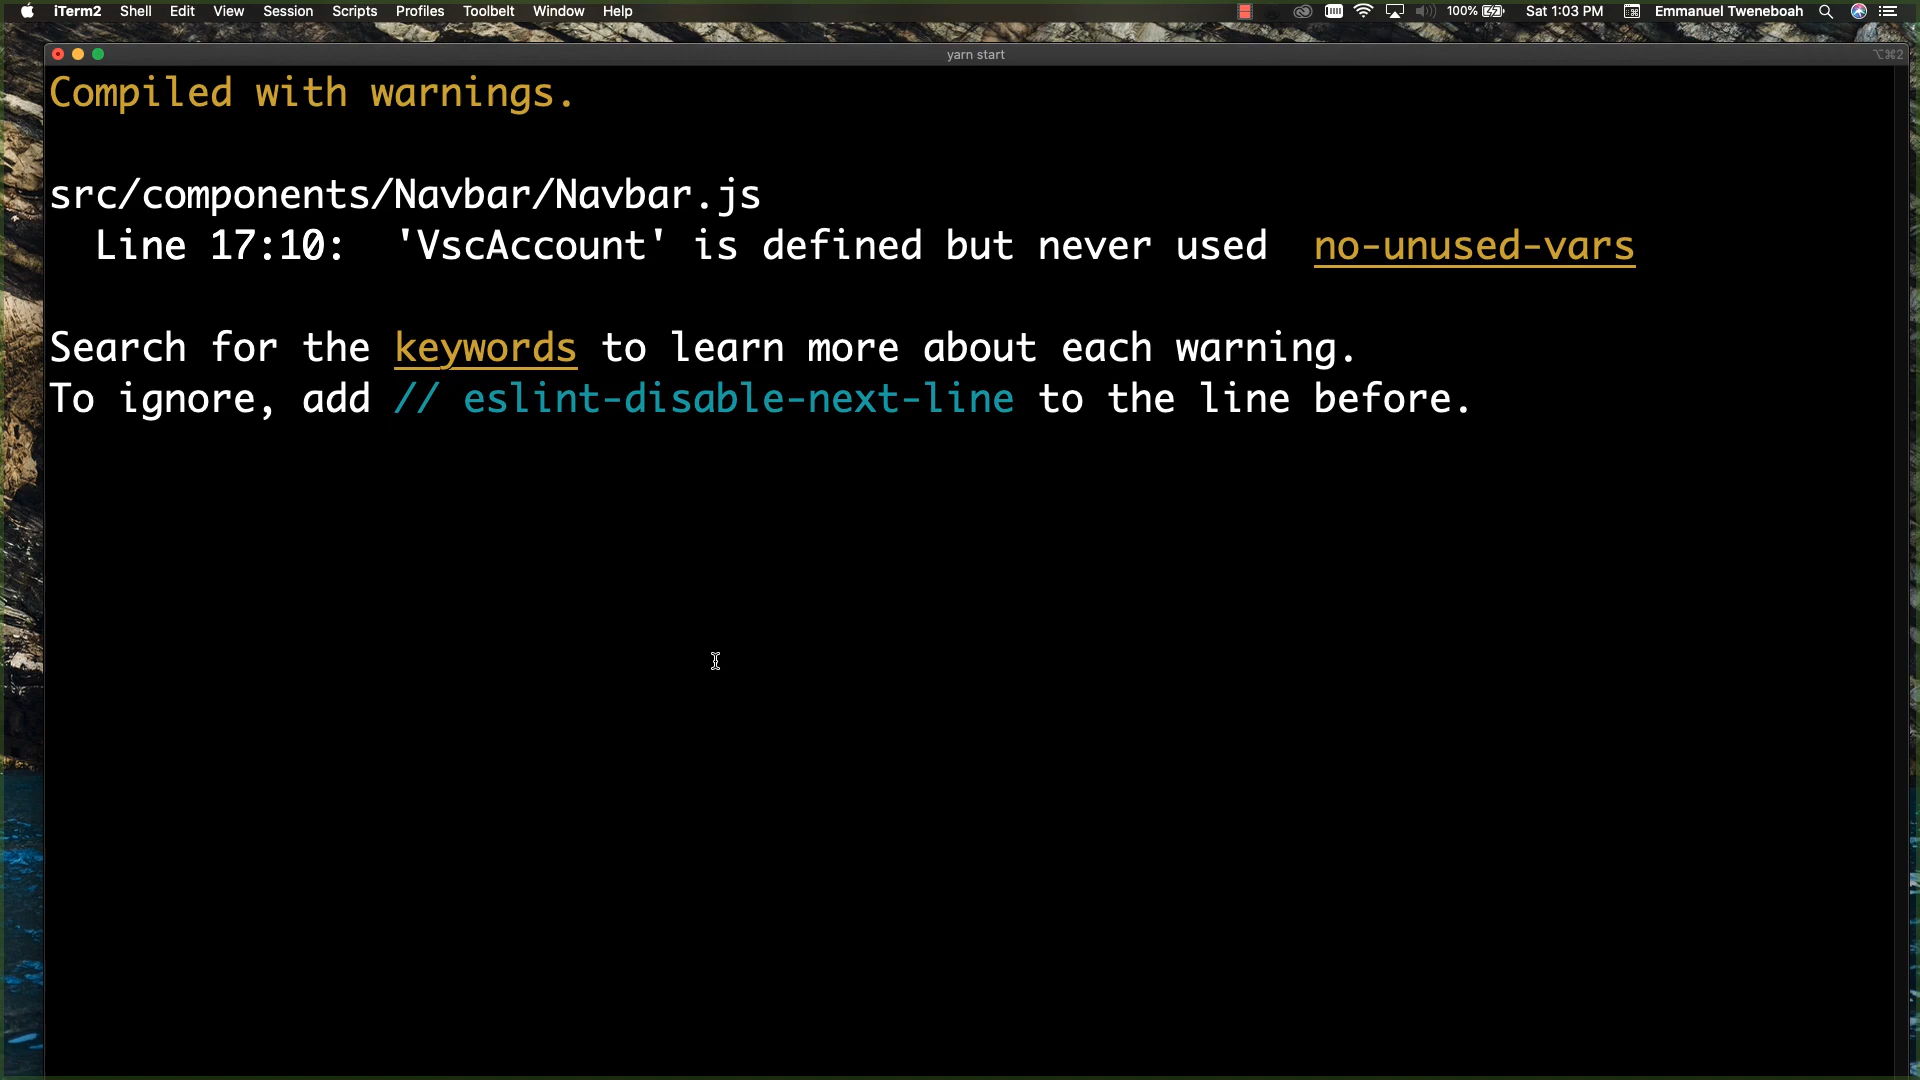 iTerm2 Shell Edit View Session Scripts Profiles Toolbelt Window Help 100% Sat 1:03 PM Emmanuel Tweneboah
yarn start ⌥⌘2
Compiled with warnings.
src/components/Navbar/Navbar.js
Line 17:10: 'VscAccount' is defined but never used no-unused-vars
Search for the keywords to learn more about each warning.
To ignore, add // eslint-disable-next-line to the line before.